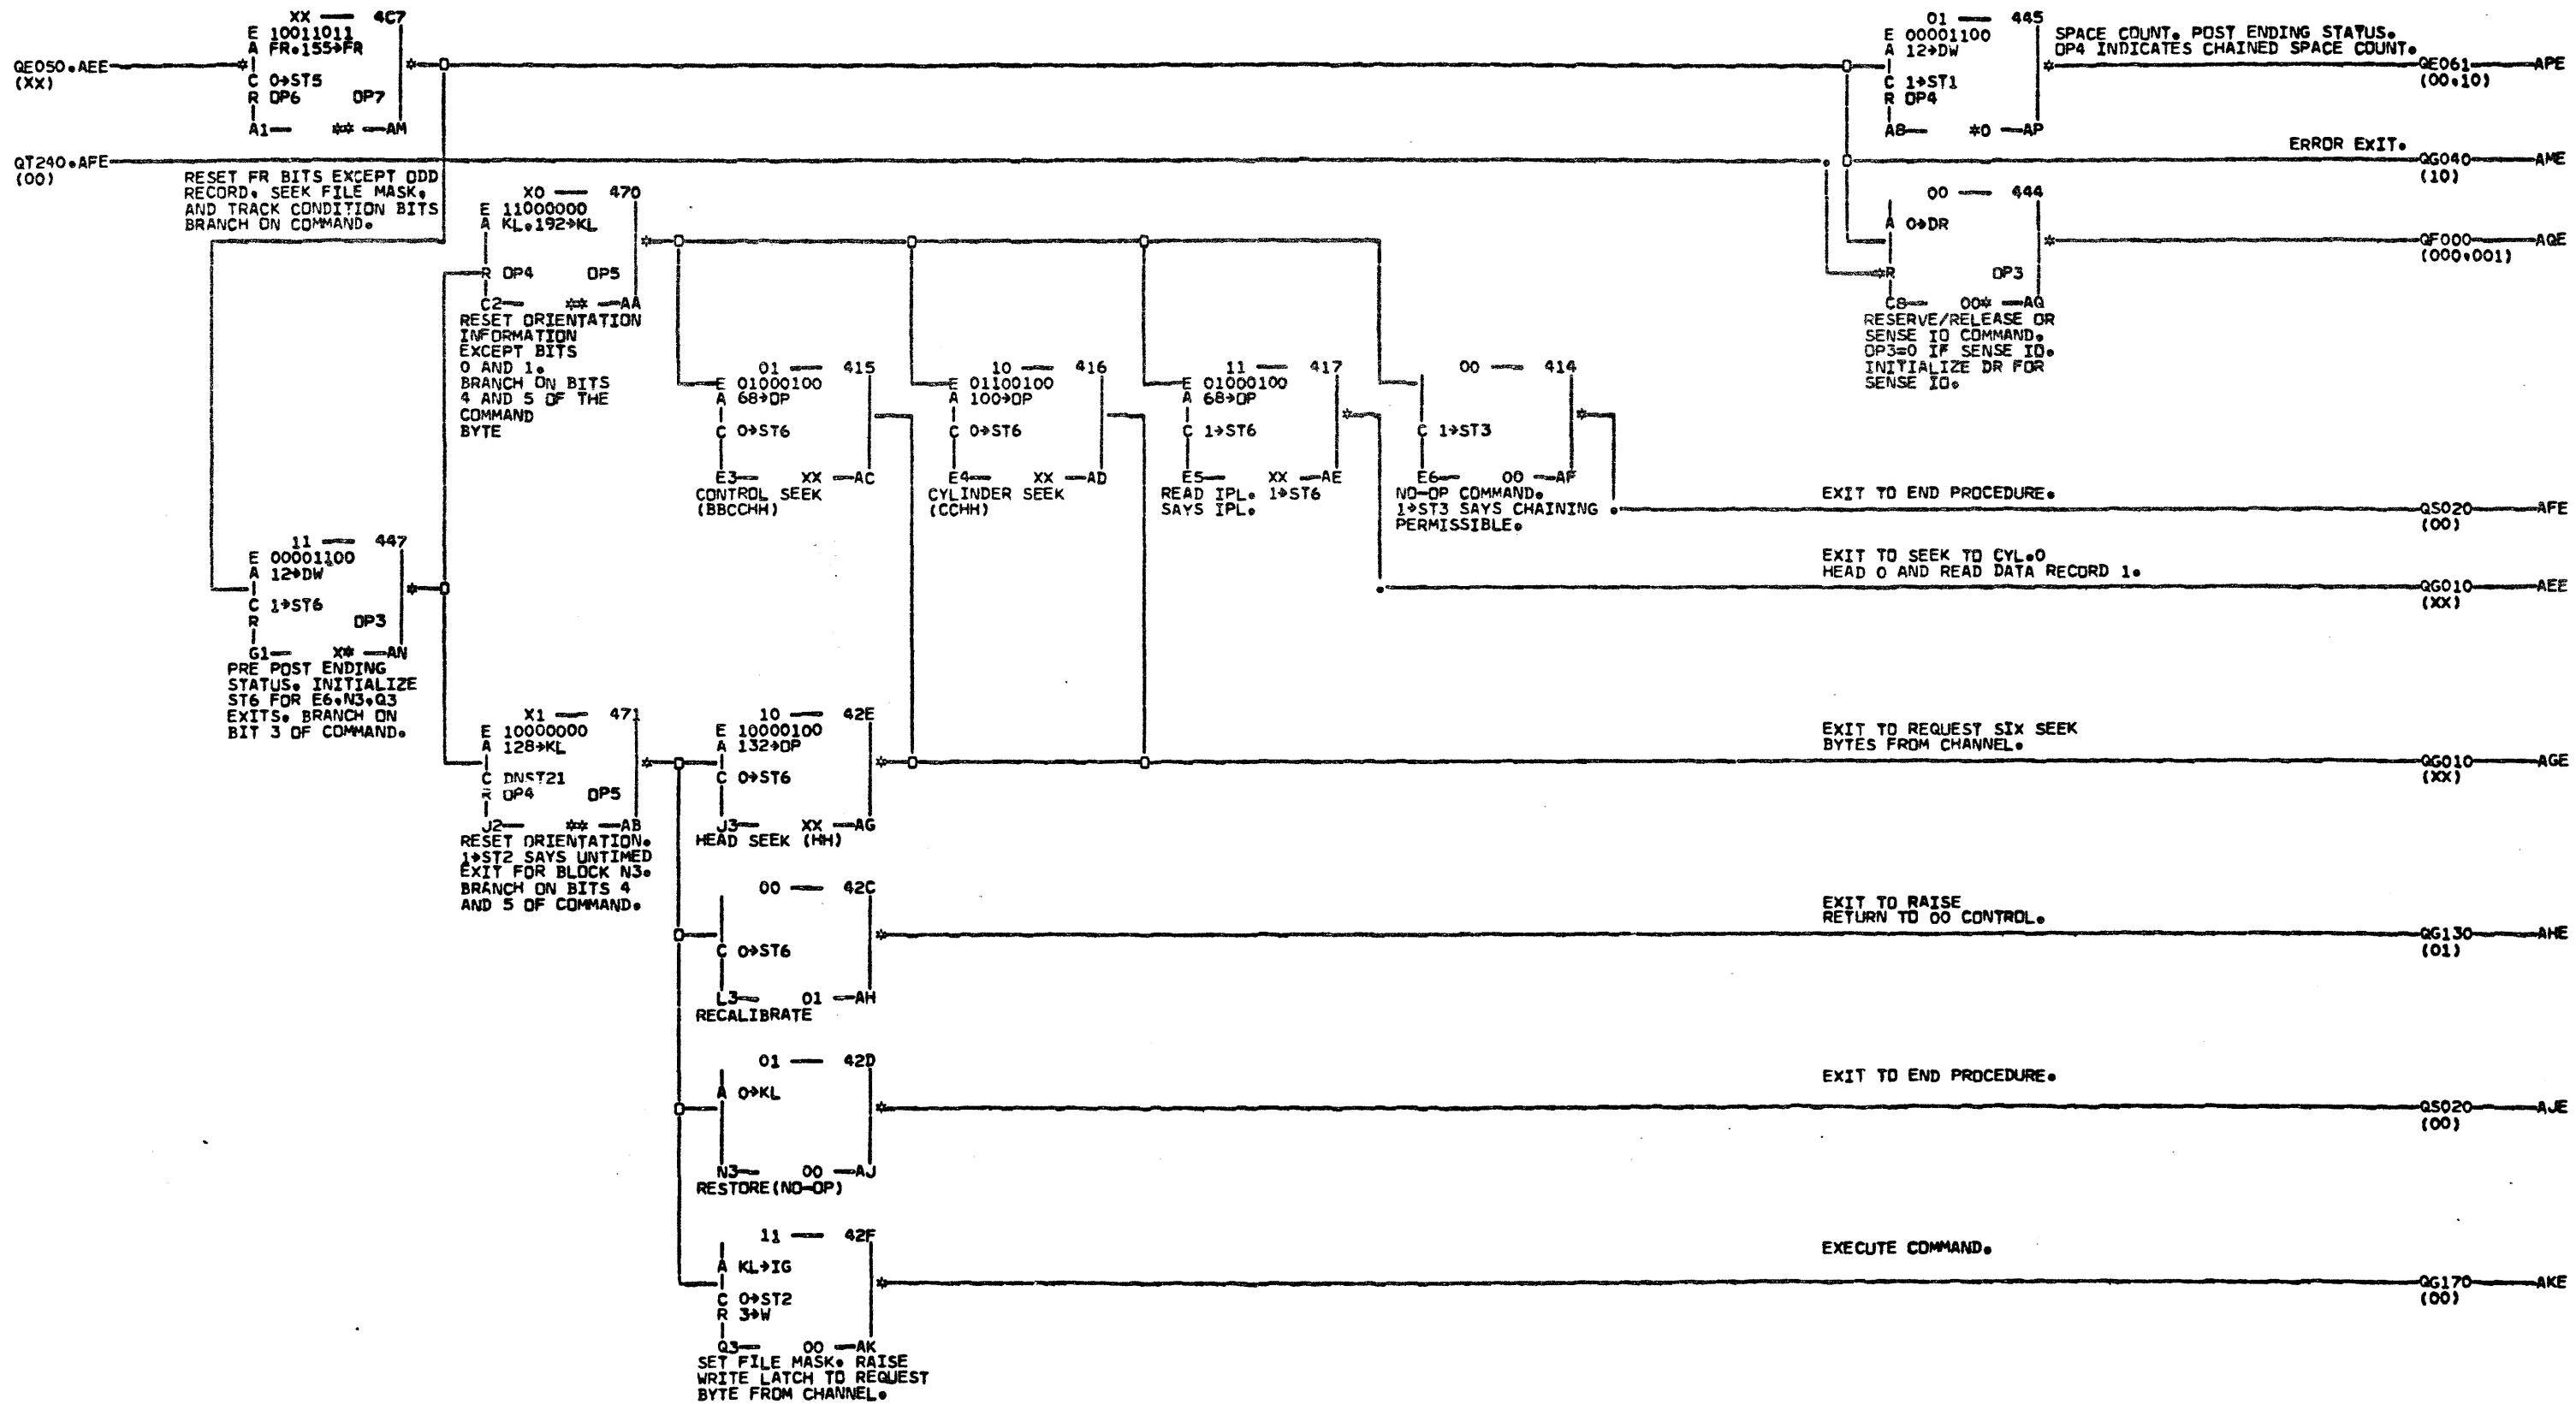 XX — 4C7
E 10011011
A FR.155→FR
C 0→ST5
R OP6 OP7
A1— ** —AM
QE050.AEE
(XX)
QT240.AFE
(00)
RESET FR BITS EXCEPT ODD
RECORD. SEEK FILE MASK.
AND TRACK CONDITION BITS
BRANCH ON COMMAND.
01 — 445
E 00001100
A 12→DW
C 1→ST1
R OP4
A8— *0 —AP
SPACE COUNT. POST ENDING STATUS.
OP4 INDICATES CHAINED SPACE COUNT.
QE061 APE
(00.10)
ERROR EXIT.
QG040 AME
(10)
X0 — 470
E 11000000
A KL.192→KL
R OP4 OP5
C2— ** —AA
RESET ORIENTATION
INFORMATION
EXCEPT BITS
0 AND 1.
BRANCH ON BITS
4 AND 5 OF THE
COMMAND
BYTE
00 — 444
A 0→DR
*R OP3
C8— 00* —AQ
RESERVE/RELEASE OR
SENSE IO COMMAND.
OP3=0 IF SENSE IO.
INITIALIZE DR FOR
SENSE IO.
QF000 AQE
(000.001)
01 — 415
E 01000100
A 68→OP
C 0→ST6
E3— XX —AC
CONTROL SEEK
(BBCCHH)
10 — 416
E 01100100
A 100→OP
C 0→ST6
E4— XX —AD
CYLINDER SEEK
(CCHH)
11 — 417
E 01000100
A 68→OP
C 1→ST6
E5— XX —AE
READ IPL. 1→ST6
SAYS IPL.
00 — 414
C 1→ST3
E6— 00 —AF
NO-OP COMMAND.
1→ST3 SAYS CHAINING
PERMISSIBLE.
EXIT TO END PROCEDURE.
QS020 AFE
(00)
11 — 447
E 00001100
A 12→DW
C 1→ST6
R OP3
G1— X* —AN
PRE POST ENDING
STATUS. INITIALIZE
ST6 FOR E6.N3.Q3
EXITS. BRANCH ON
BIT 3 OF COMMAND.
EXIT TO SEEK TO CYL.0
HEAD 0 AND READ DATA RECORD 1.
QG010 AEE
(XX)
X1 — 471
E 10000000
A 128→KL
C DNST21
R OP4 OP5
J2— ** —AB
RESET ORIENTATION.
1→ST2 SAYS UNTIMED
EXIT FOR BLOCK N3.
BRANCH ON BITS 4
AND 5 OF COMMAND.
10 — 42E
E 10000100
A 132→OP
C 0→ST6
J3— XX —AG
HEAD SEEK (HH)
EXIT TO REQUEST SIX SEEK
BYTES FROM CHANNEL.
QG010 AGE
(XX)
00 — 42C
C 0→ST6
L3— 01 —AH
RECALIBRATE
EXIT TO RAISE
RETURN TO 00 CONTROL.
QG130 AHE
(01)
01 — 42D
A 0→KL
N3— 00 —AJ
RESTORE(NO-OP)
EXIT TO END PROCEDURE.
QS020 AJE
(00)
11 — 42F
A KL→IG
C 0→ST2
R 3→W
Q3— 00 —AK
SET FILE MASK. RAISE
WRITE LATCH TO REQUEST
BYTE FROM CHANNEL.
EXECUTE COMMAND.
QG170 AKE
(00)